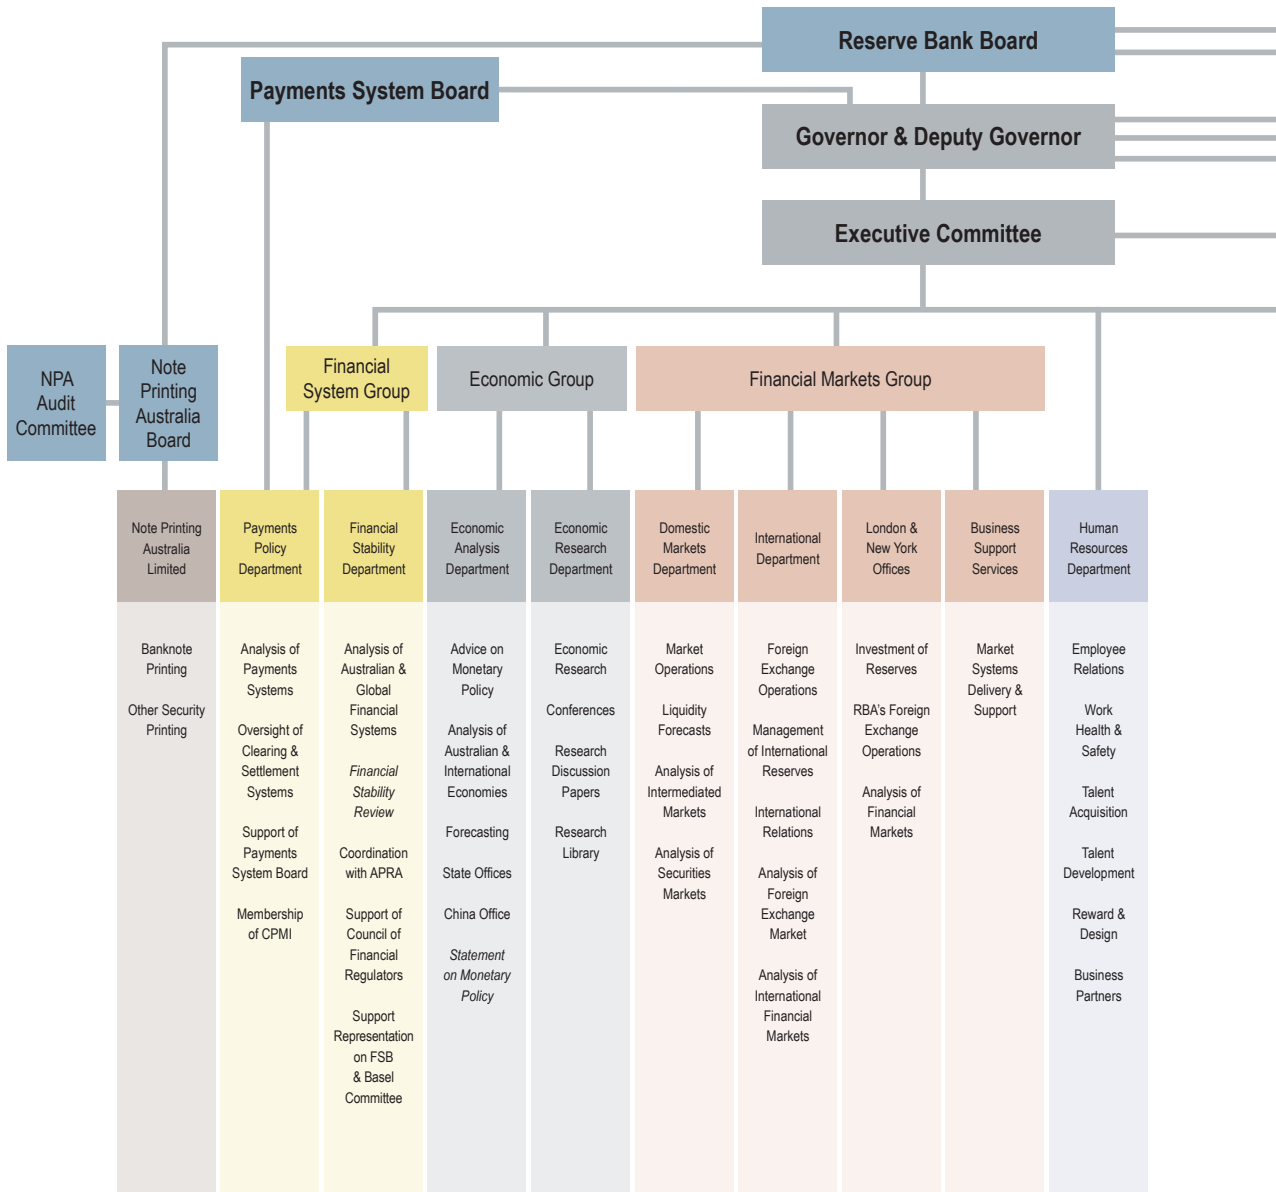 Reserve Bank Board
Payments System Board
Governor & Deputy Governor
Executive Committee
NPA
Audit
Committee
Note
Printing
Australia
Board
Financial
System Group
Economic Group
Financial Markets Group
Note Printing
Australia
Limited
Payments
Policy
Department
Financial
Stability
Department
Economic
Analysis
Department
Economic
Research
Department
Domestic
Markets
Department
International
Department
London &
New York
Offices
Business
Support
Services
Human
Resources
Department
Banknote
Printing
Other Security
Printing
Analysis of
Payments
Systems
Oversight of
Clearing &
Settlement
Systems
Support of
Payments
System Board
Membership
of CPMI
Analysis of
Australian &
Global
Financial
Systems
Financial
Stability
Review
Coordination
with APRA
Support of
Council of
Financial
Regulators
Support
Representation
on FSB
& Basel
Committee
Advice on
Monetary
Policy
Analysis of
Australian &
International
Economies
Forecasting
State Offices
China Office
Statement
on Monetary
Policy
Economic
Research
Conferences
Research
Discussion
Papers
Research
Library
Market
Operations
Liquidity
Forecasts
Analysis of
Intermediated
Markets
Analysis of
Securities
Markets
Foreign
Exchange
Operations
Management
of International
Reserves
International
Relations
Analysis of
Foreign
Exchange
Market
Analysis of
International
Financial
Markets
Investment of
Reserves
RBA's Foreign
Exchange
Operations
Analysis of
Financial
Markets
Market
Systems
Delivery &
Support
Employee
Relations
Work
Health &
Safety
Talent
Acquisition
Talent
Development
Reward &
Design
Business
Partners